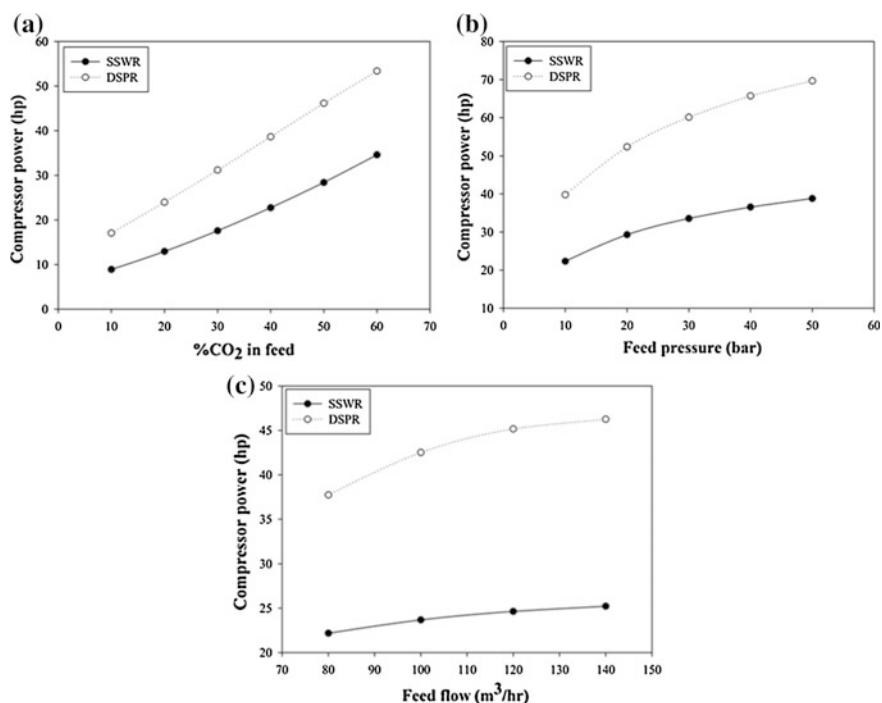 (a)
60
50
40
30
20
10
0
Compressor power (hp)
SSWR
DSPR
0 10 20 30 40 50 60 70
%CO2 in feed
(b)
80
70
60
50
40
30
20
10
Compressor power (hp)
SSWR
DSPR
0 10 20 30 40 50 60
Feed pressure (bar)
(c)
50
45
40
35
30
25
20
Compressor power (hp)
SSWR
DSPR
70 80 90 100 110 120 130 140 150
Feed flow (m³/hr)